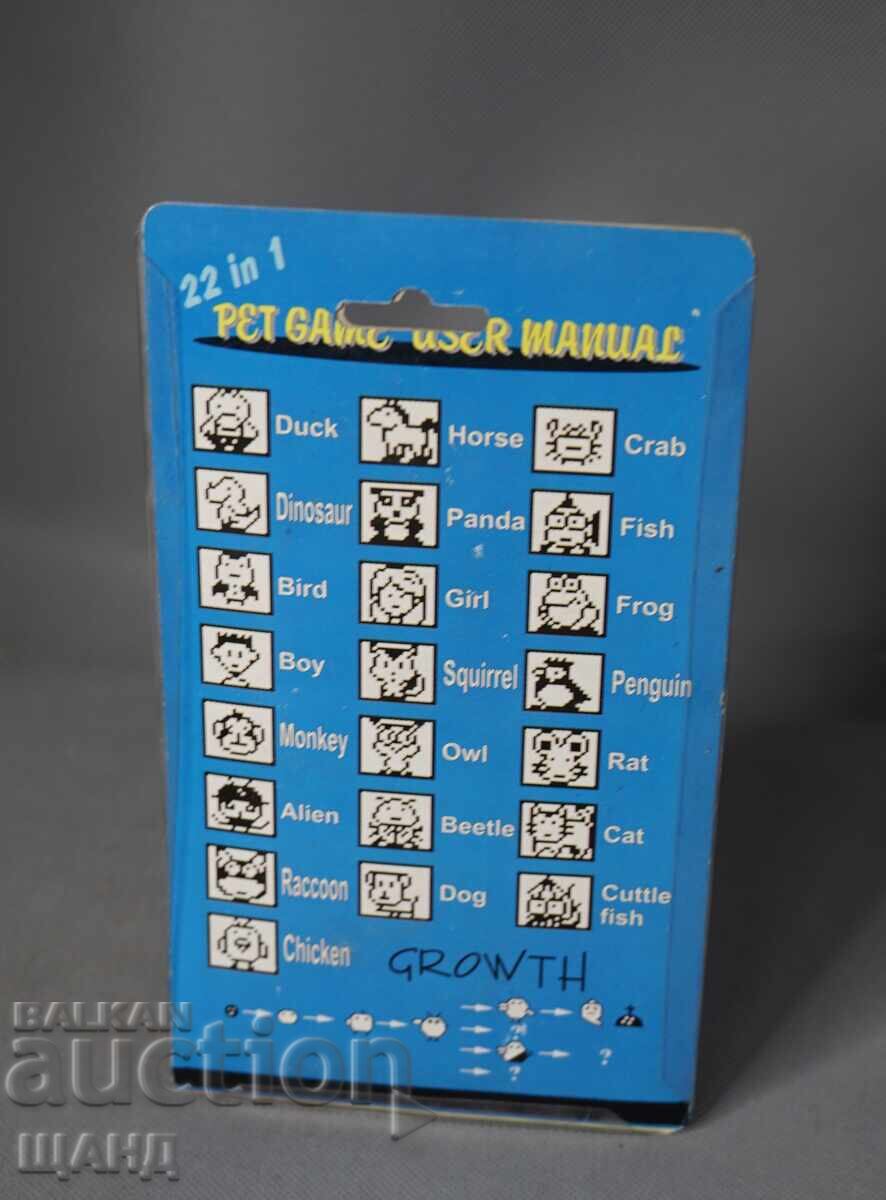 22 in 1
PET GAME USER MANUAL
Duck Horse Crab
Dinosaur Panda Fish
Bird Girl Frog
Boy Squirrel Penguin
Monkey Owl Rat
Alien Beetle Cat
Raccoon Dog Cuttle
fish
Chicken
GROWTH
?!
?
?
BALKAN
auction
ЩАНД